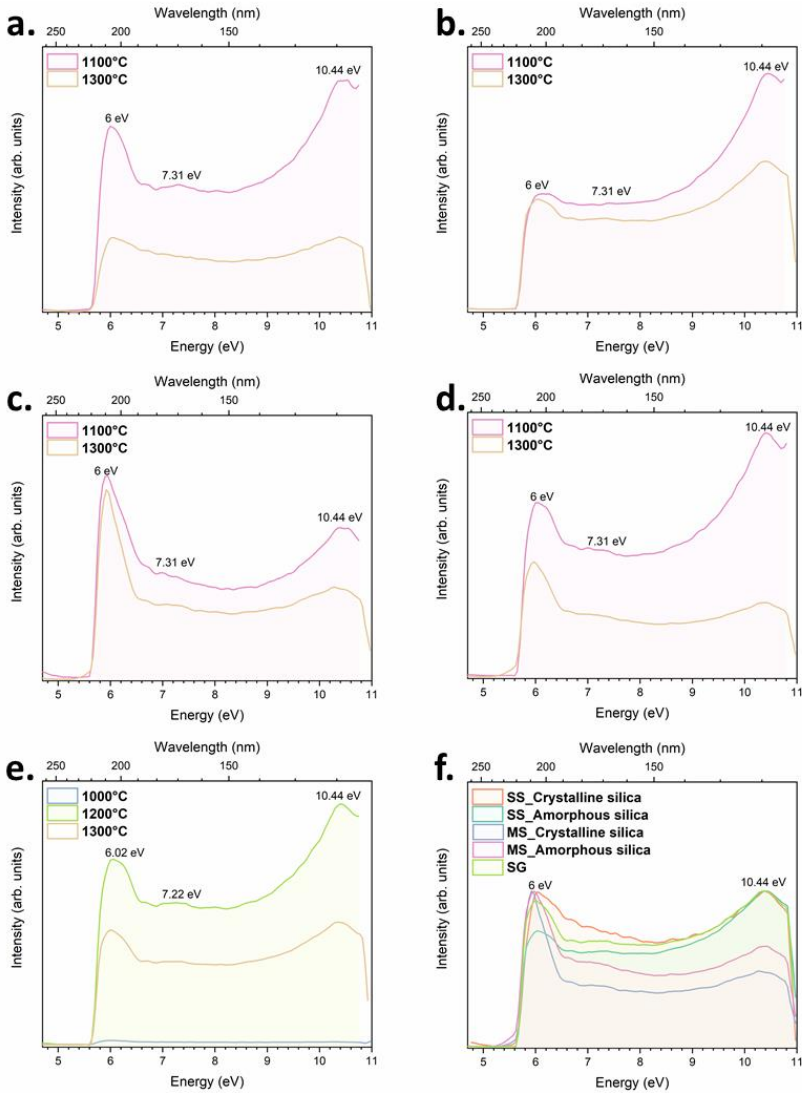 a.
Wavelength (nm)
250 200 150
1100°C
1300°C
6 eV
7.31 eV
10.44 eV
Intensity (arb. units)
5 6 7 8 9 10 11
Energy (eV)
b.
Wavelength (nm)
250 200 150
1100°C
1300°C
6 eV
7.31 eV
10.44 eV
Intensity (arb. units)
5 6 7 8 9 10 11
Energy (eV)
c.
Wavelength (nm)
250 200 150
1100°C
1300°C
6 eV
7.31 eV
10.44 eV
Intensity (arb. units)
5 6 7 8 9 10 11
Energy (eV)
d.
Wavelength (nm)
250 200 150
1100°C
1300°C
6 eV
7.31 eV
10.44 eV
Intensity (arb. units)
5 6 7 8 9 10 11
Energy (eV)
e.
Wavelength (nm)
250 200 150
1000°C
1200°C
1300°C
6.02 eV
7.22 eV
10.44 eV
Intensity (arb. units)
5 6 7 8 9 10 11
Energy (eV)
f.
Wavelength (nm)
250 200 150
SS_Crystalline silica
SS_Amorphous silica
MS_Crystalline silica
MS_Amorphous silica
SG
6 eV
10.44 eV
Intensity (arb. units)
5 6 7 8 9 10 11
Energy (eV)